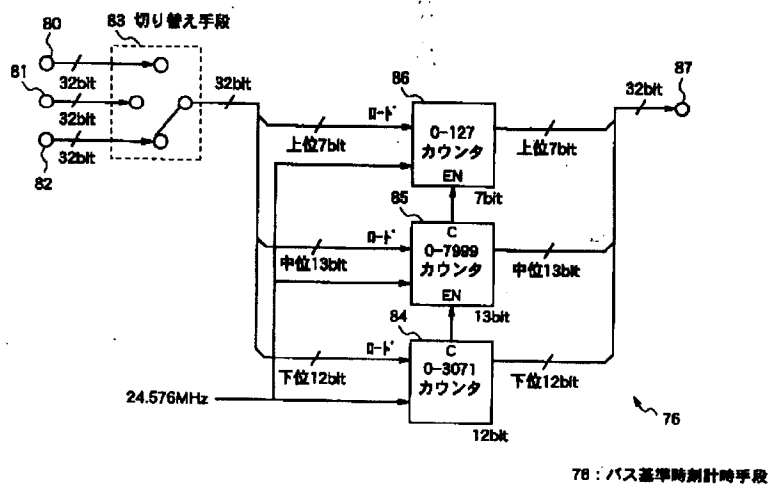 80
83 切り替え手段
32bit
81
32bit
32bit
82
32bit
86
ロード
上位7bit
0-127
カウンタ
EN
7bit
上位7bit
32bit
87
85
ロード
中位13bit
C
0-7999
カウンタ
EN
13bit
中位13bit
84
ロード
下位12bit
C
0-3071
カウンタ
12bit
下位12bit
24.576MHz
76
76：バス基準時刻計時手段